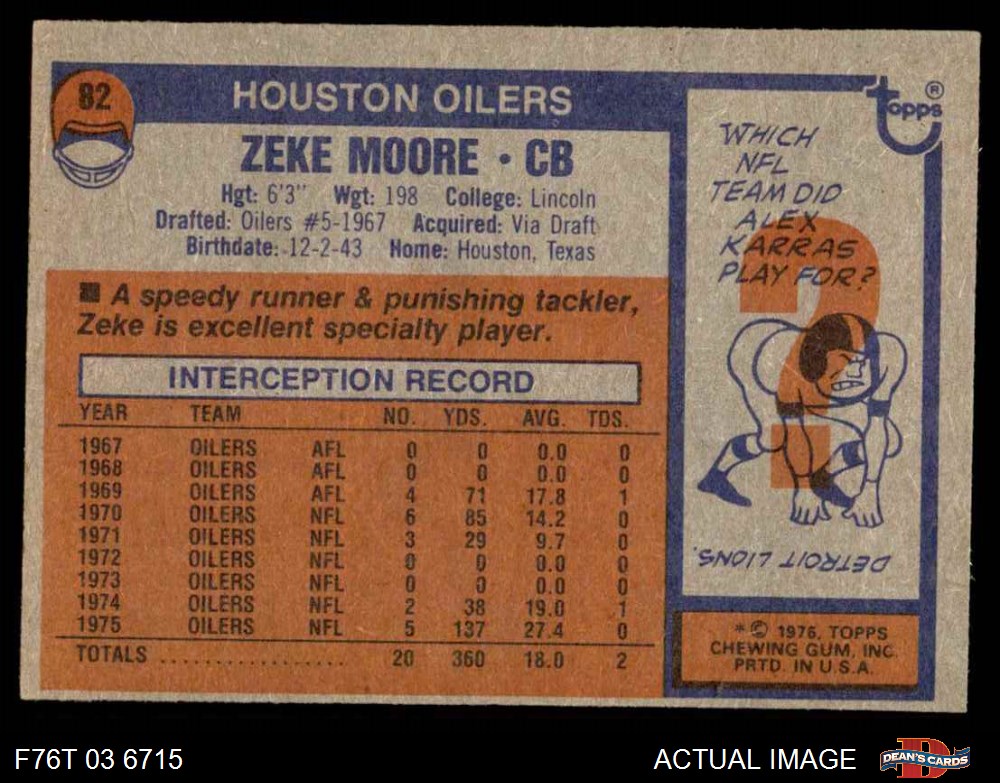 82
HOUSTON OILERS
ZEKE MOORE • CB
Hgt: 6'3" Wgt: 198 College: Lincoln
Drafted: Oilers #5-1967 Acquired: Via Draft
Birthdate: 12-2-43 Home: Houston, Texas
■ A speedy runner & punishing tackler,
Zeke is excellent specialty player.
INTERCEPTION RECORD
YEAR TEAM NO. YDS. AVG. TDS.
1967 OILERS AFL 0 0 0.0 0
1968 OILERS AFL 0 0 0.0 0
1969 OILERS AFL 4 71 17.8 1
1970 OILERS NFL 6 85 14.2 0
1971 OILERS NFL 3 29 9.7 0
1972 OILERS NFL 0 0 0.0 0
1973 OILERS NFL 0 0 0.0 0
1974 OILERS NFL 2 38 19.0 1
1975 OILERS NFL 5 137 27.4 0
TOTALS .................. 20 360 18.0 2
topps ®
WHICH
NFL
TEAM DID
ALEX
KARRAS
PLAY FOR?
?
DETROIT LIONS.
* © 1976, TOPPS
CHEWING GUM, INC.
PRTD. IN U.S.A.
F76T 03 6715
ACTUAL IMAGE
D
DEAN'S CARDS